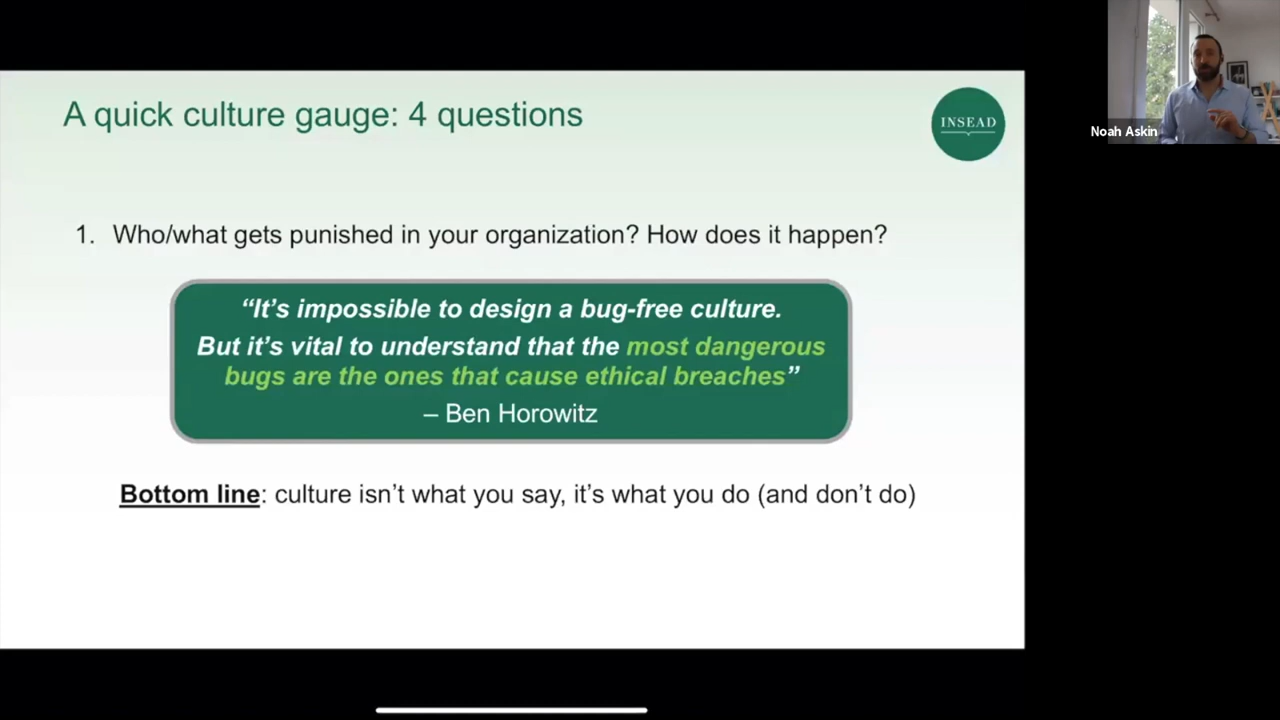 A quick culture gauge: 4 questions
INSEAD
Noah Askin
1. Who/what gets punished in your organization? How does it happen?
“It’s impossible to design a bug-free culture.
But it’s vital to understand that the most dangerous
bugs are the ones that cause ethical breaches”
– Ben Horowitz
Bottom line: culture isn’t what you say, it’s what you do (and don’t do)